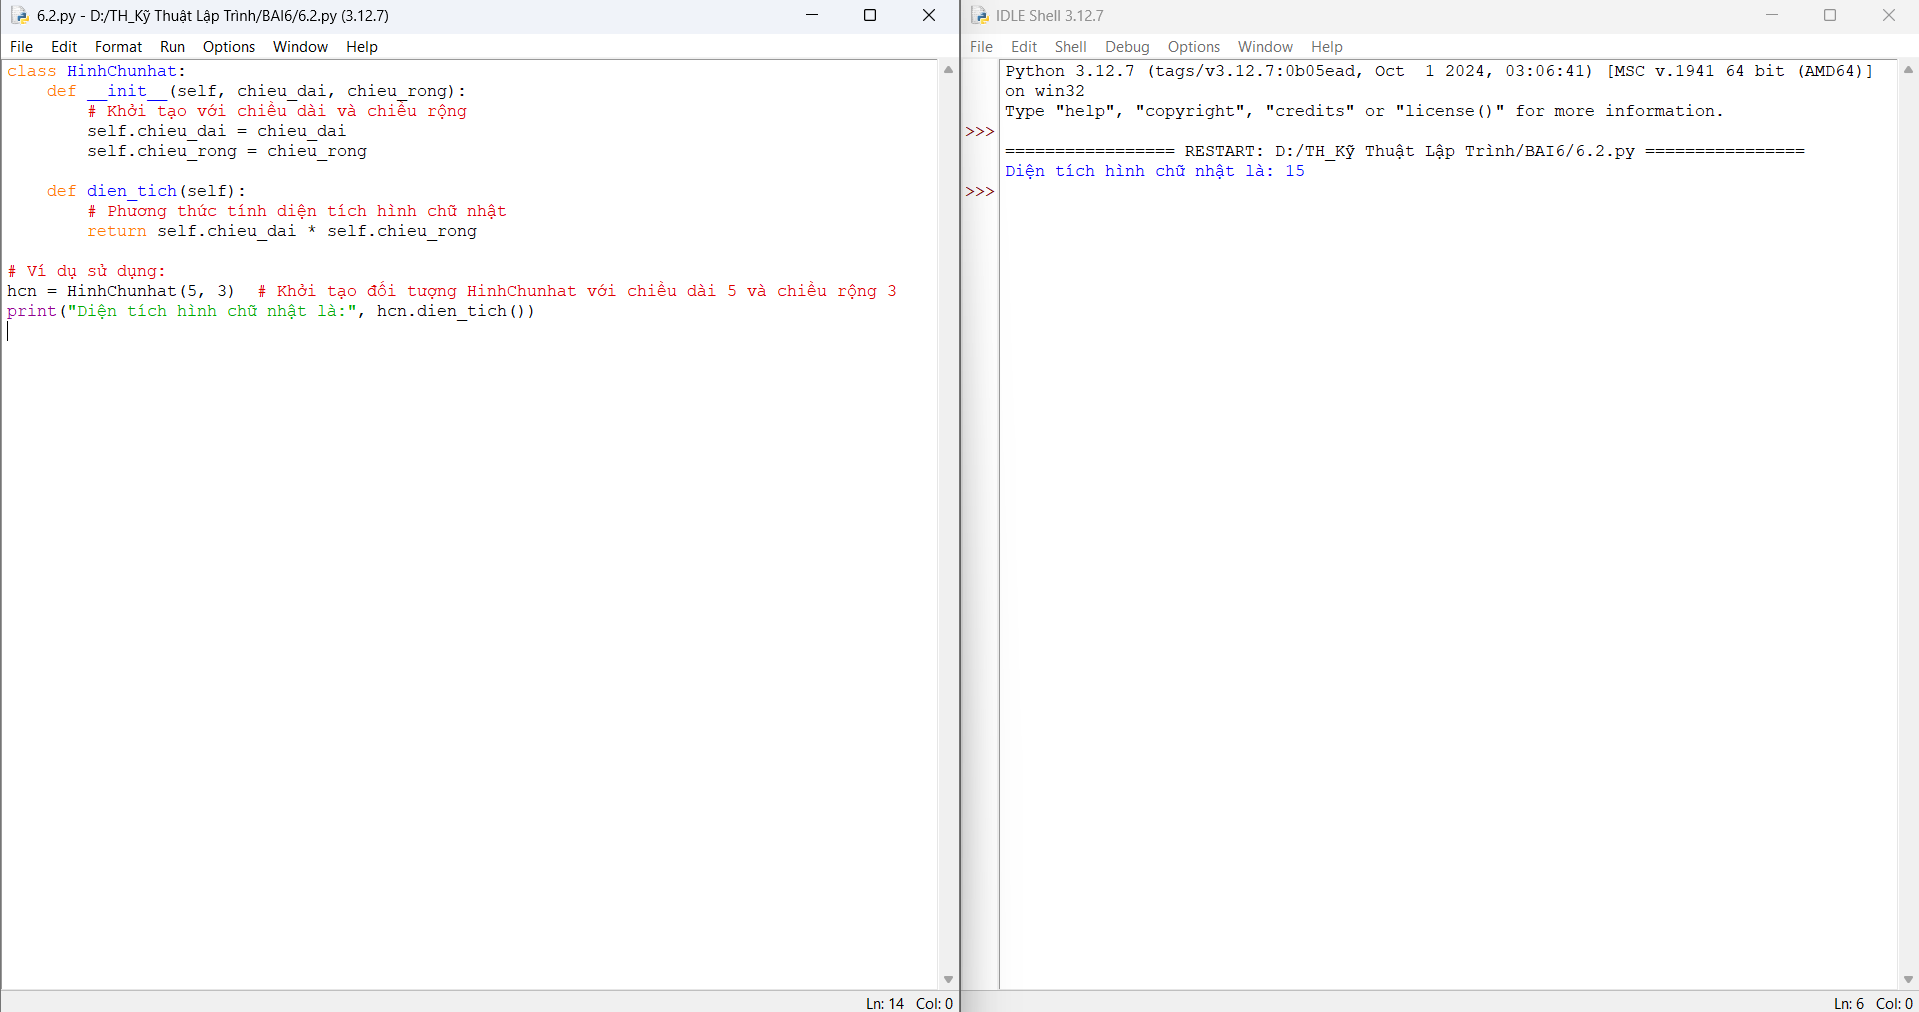 6.2.py - D:/TH_Kỹ Thuật Lập Trình/BAI6/6.2.py (3.12.7)
File Edit Format Run Options Window Help
class HinhChunhat:
    def __init__(self, chieu_dai, chieu_rong):
        # Khởi tạo với chiều dài và chiều rộng
        self.chieu_dai = chieu_dai
        self.chieu_rong = chieu_rong
    def dien_tich(self):
        # Phương thức tính diện tích hình chữ nhật
        return self.chieu_dai * self.chieu_rong
# Ví dụ sử dụng:
hcn = HinhChunhat(5, 3)  # Khởi tạo đối tượng HinhChunhat với chiều dài 5 và chiều rộng 3
print("Diện tích hình chữ nhật là:", hcn.dien_tich())
Ln: 14 Col: 0
IDLE Shell 3.12.7
File Edit Shell Debug Options Window Help
Python 3.12.7 (tags/v3.12.7:0b05ead, Oct  1 2024, 03:06:41) [MSC v.1941 64 bit (AMD64)]
on win32
Type "help", "copyright", "credits" or "license()" for more information.
>>>
================= RESTART: D:/TH_Kỹ Thuật Lập Trình/BAI6/6.2.py ================
Diện tích hình chữ nhật là: 15
>>>
Ln: 6 Col: 0